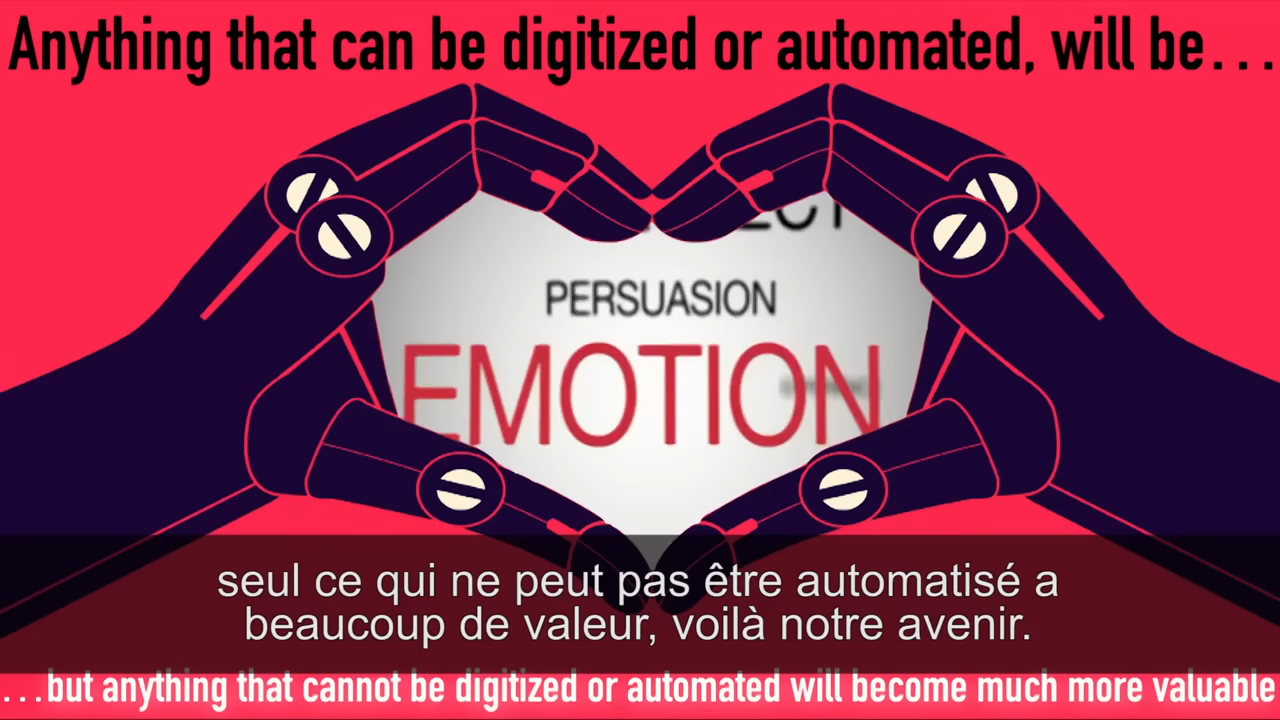 Anything that can be digitized or automated, will be...
PERSUASION
EMOTION
seul ce qui ne peut pas être automatisé a
beaucoup de valeur, voilà notre avenir.
...but anything that cannot be digitized or automated will become much more valuable